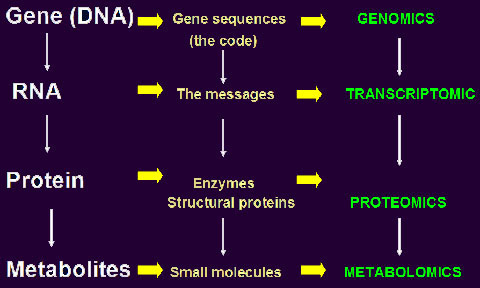 Gene (DNA) Gene sequences GENOMICS
(the code)
RNA The messages TRANSCRIPTOMIC
Protein Enzymes
Structural proteins PROTEOMICS
Metabolites Small molecules METABOLOMICS